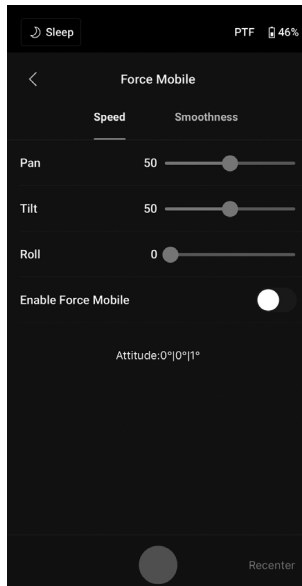 Sleep PTF 46%
Force Mobile
Speed Smoothness
Pan 50
Tilt 50
Roll 0
Enable Force Mobile
Attitude:0°|0°|1°
Recenter